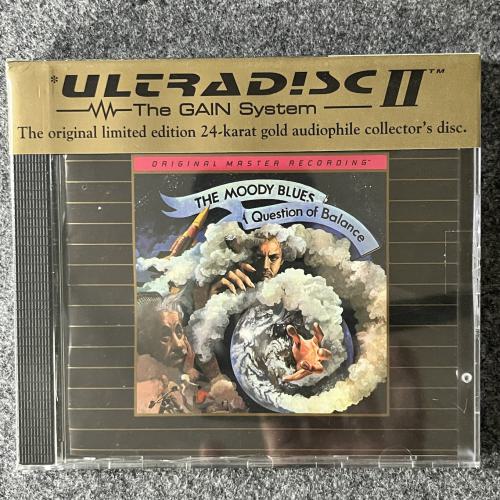 *ULTRADISC II™
The GAIN System
The original limited edition 24-karat gold audiophile collector's disc.
ORIGINAL MASTER RECORDING™
THE MOODY BLUES
A Question of Balance